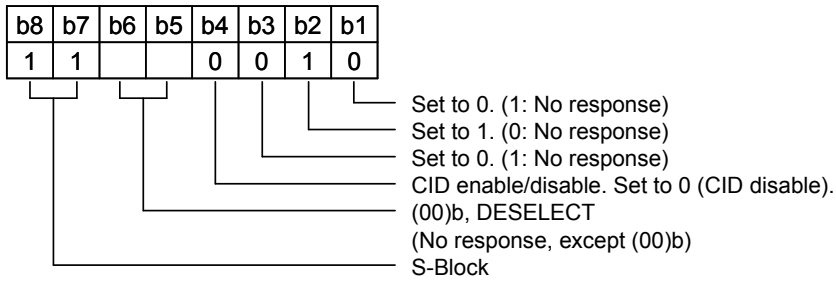 b8 b7 b6 b5 b4 b3 b2 b1
1 1 0 0 1 0
Set to 0. (1: No response)
Set to 1. (0: No response)
Set to 0. (1: No response)
CID enable/disable. Set to 0 (CID disable).
(00)b, DESELECT
(No response, except (00)b)
S-Block